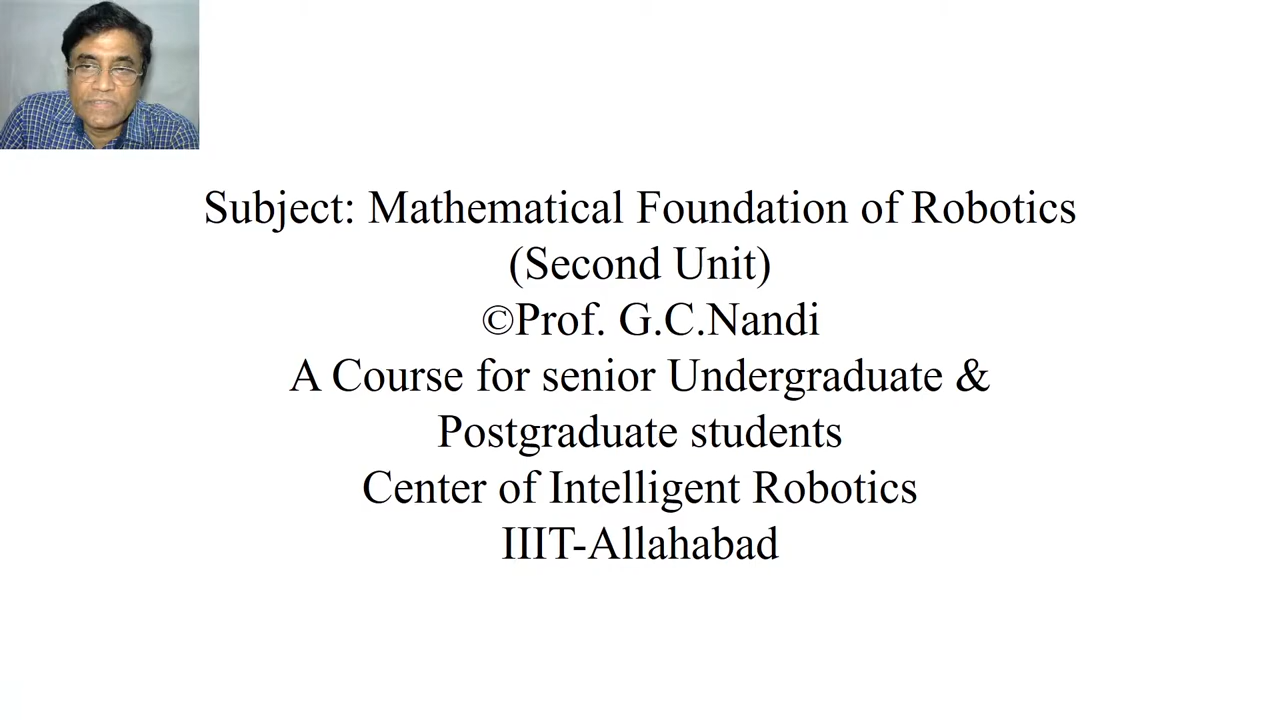 Subject: Mathematical Foundation of Robotics
(Second Unit)
©Prof. G.C.Nandi
A Course for senior Undergraduate &
Postgraduate students
Center of Intelligent Robotics
IIIT-Allahabad